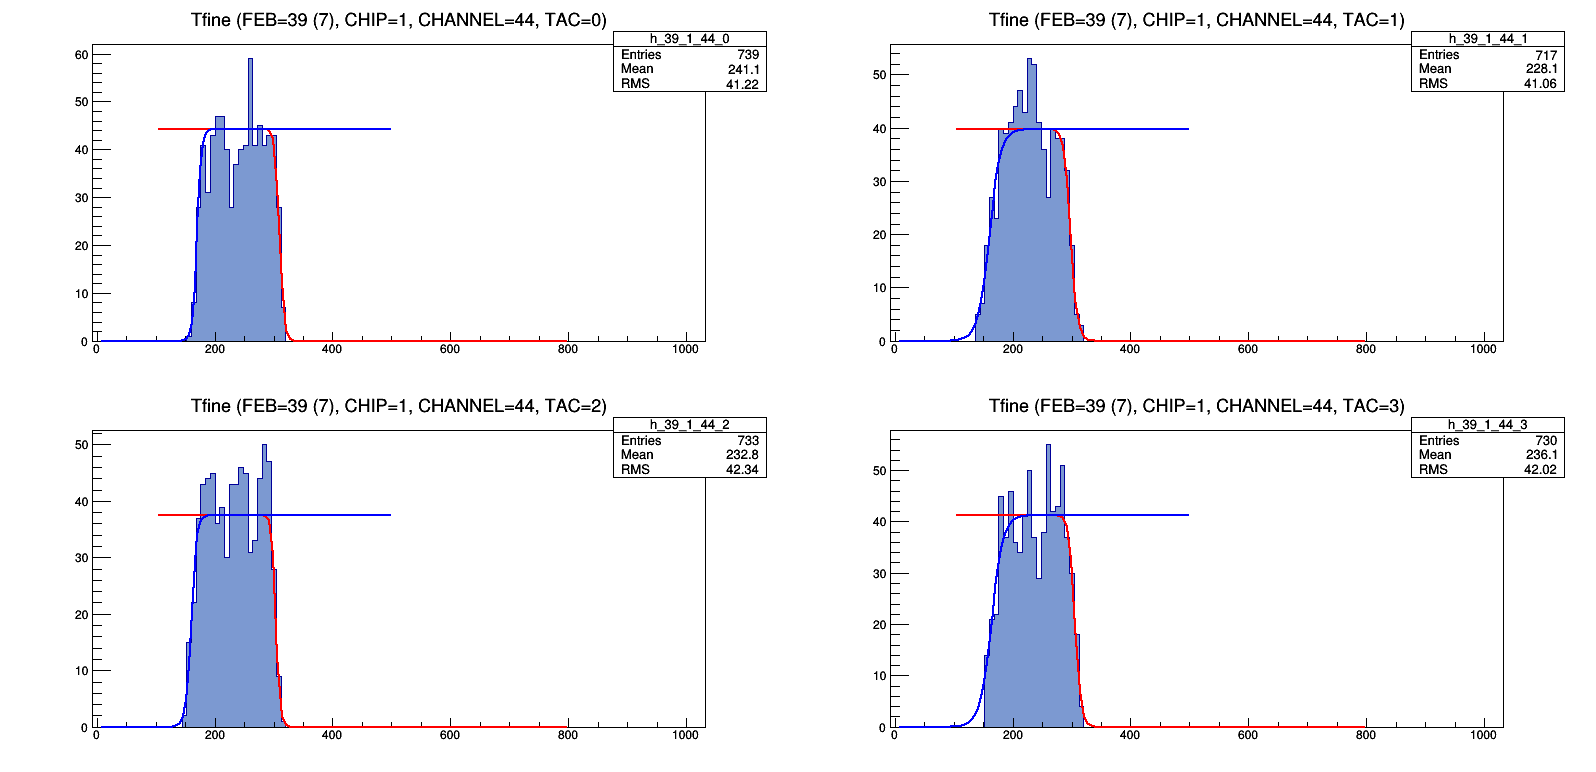 Tfine (FEB=39 (7), CHIP=1, CHANNEL=44, TAC=0)
h_39_1_44_0
Entries 739
Mean 241.1
RMS 41.22
60
50
40
30
20
10
0
0 200 400 600 800 1000
Tfine (FEB=39 (7), CHIP=1, CHANNEL=44, TAC=1)
h_39_1_44_1
Entries 717
Mean 228.1
RMS 41.06
50
40
30
20
10
0
0 200 400 600 800 1000
Tfine (FEB=39 (7), CHIP=1, CHANNEL=44, TAC=2)
h_39_1_44_2
Entries 733
Mean 232.8
RMS 42.34
50
40
30
20
10
0
0 200 400 600 800 1000
Tfine (FEB=39 (7), CHIP=1, CHANNEL=44, TAC=3)
h_39_1_44_3
Entries 730
Mean 236.1
RMS 42.02
50
40
30
20
10
0
0 200 400 600 800 1000